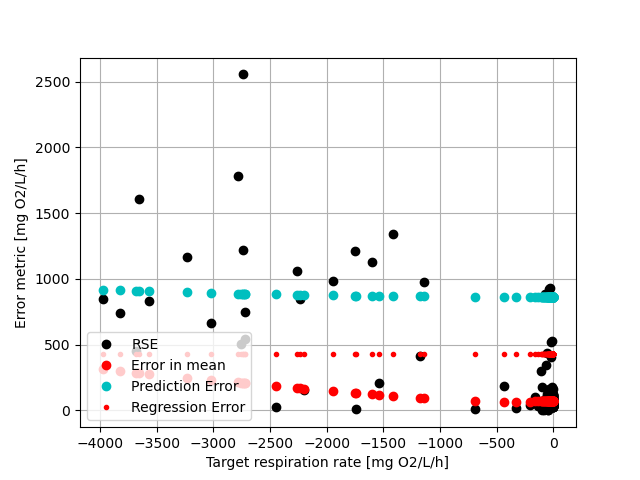 2500
2000
1500
1000
500
0
Error metric [mg O2/L/h]
RSE
Error in mean
Prediction Error
Regression Error
−4000 −3500 −3000 −2500 −2000 −1500 −1000 −500 0
Target respiration rate [mg O2/L/h]